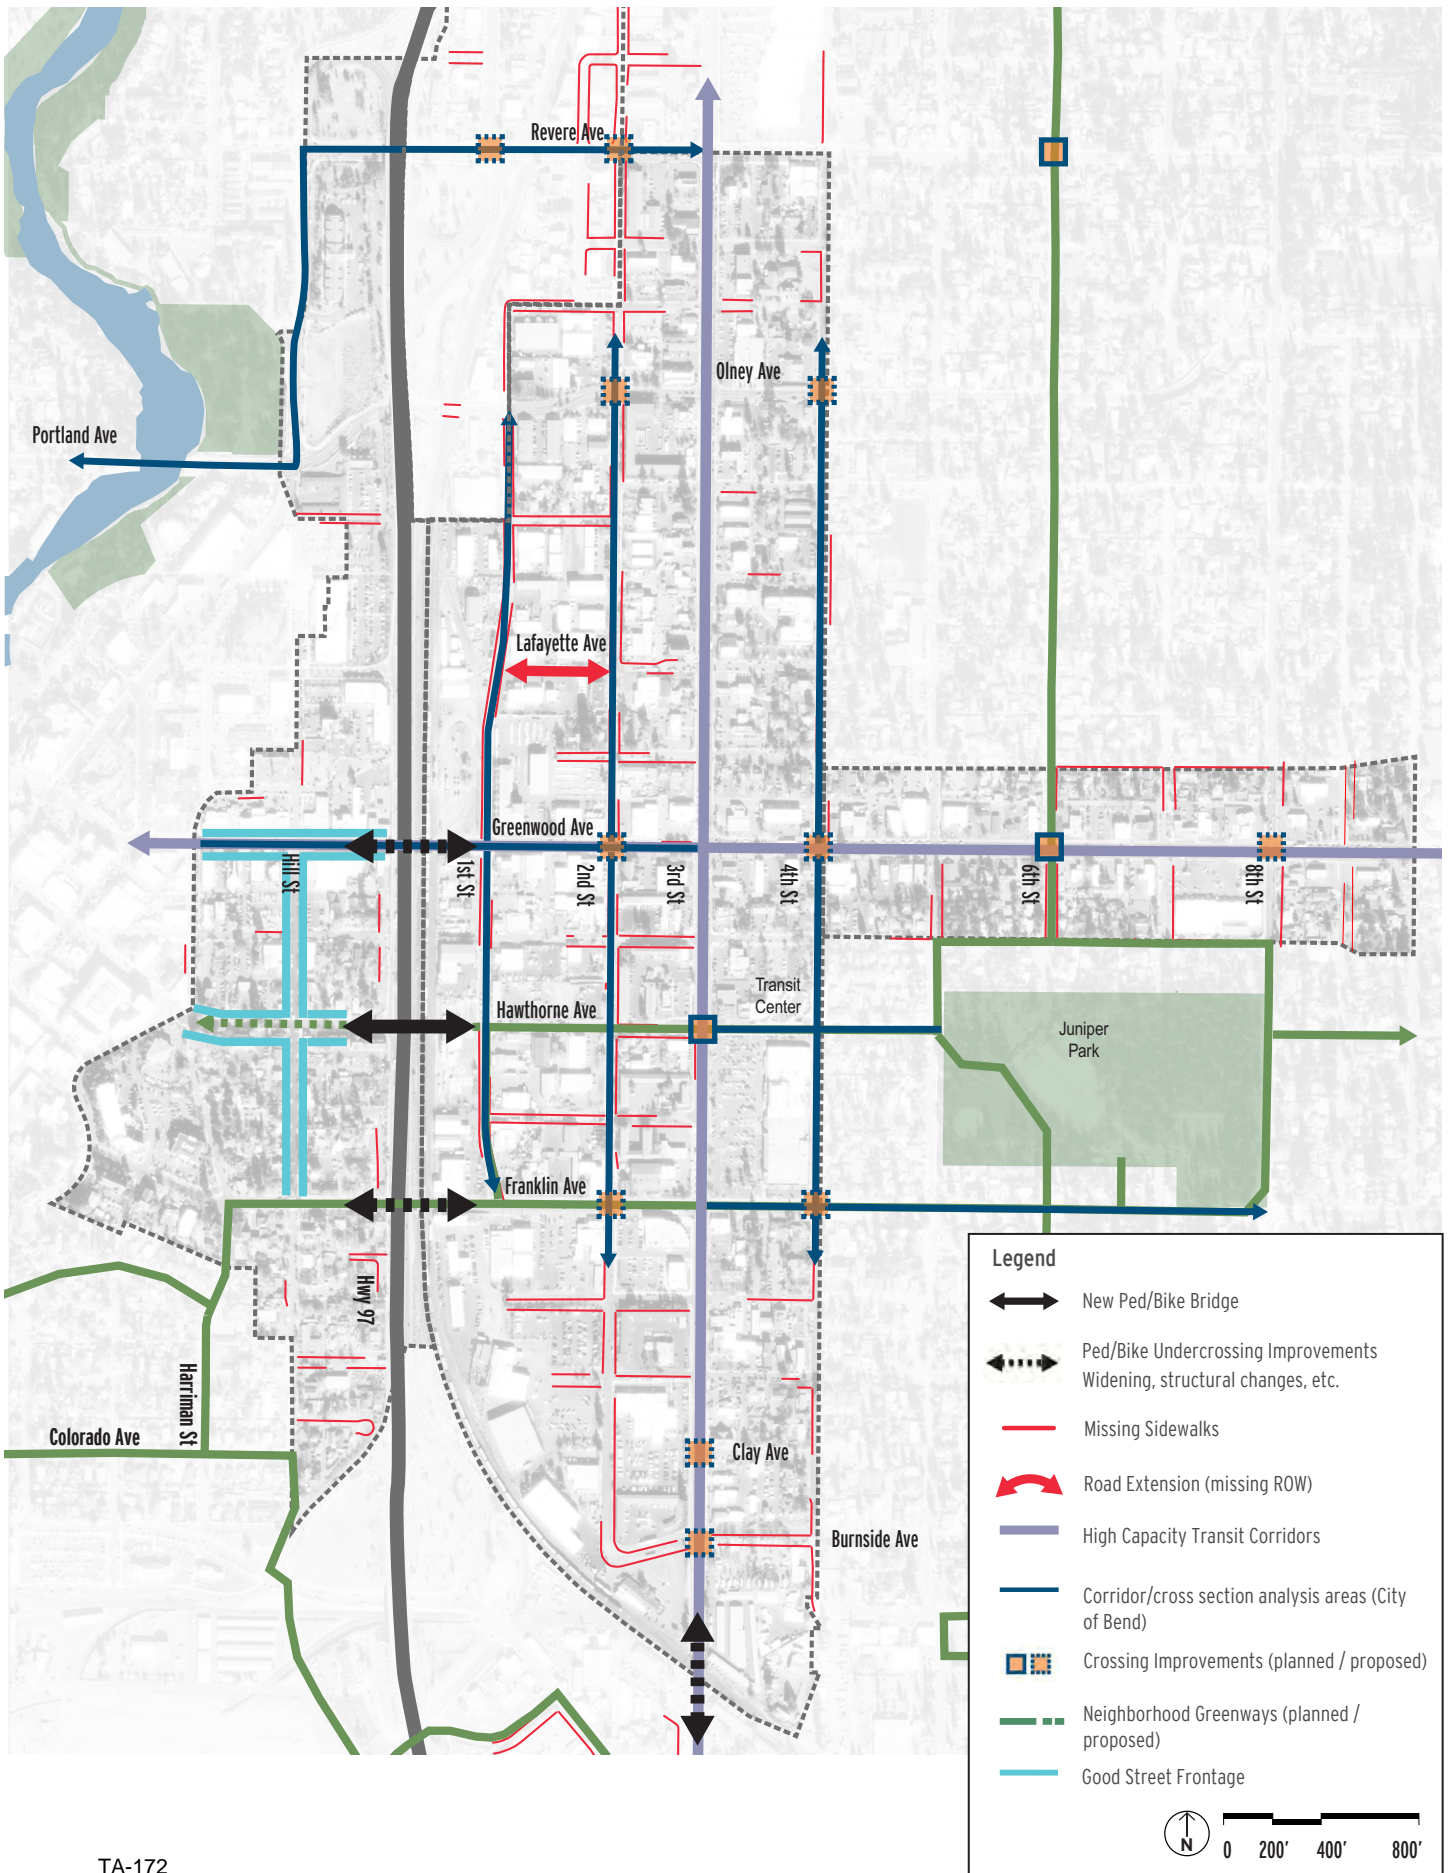 Revere Ave
Olney Ave
Portland Ave
Lafayette Ave
Greenwood Ave
Hill St
1st St
2nd St
3rd St
4th St
6th St
8th St
Transit
Center
Hawthorne Ave
Juniper
Park
Franklin Ave
Hwy 97
Harriman St
Colorado Ave
Clay Ave
Burnside Ave
Legend
New Ped/Bike Bridge
Ped/Bike Undercrossing Improvements
Widening, structural changes, etc.
Missing Sidewalks
Road Extension (missing ROW)
High Capacity Transit Corridors
Corridor/cross section analysis areas (City
of Bend)
Crossing Improvements (planned / proposed)
Neighborhood Greenways (planned /
proposed)
Good Street Frontage
N
0 200' 400' 800'
TA-172